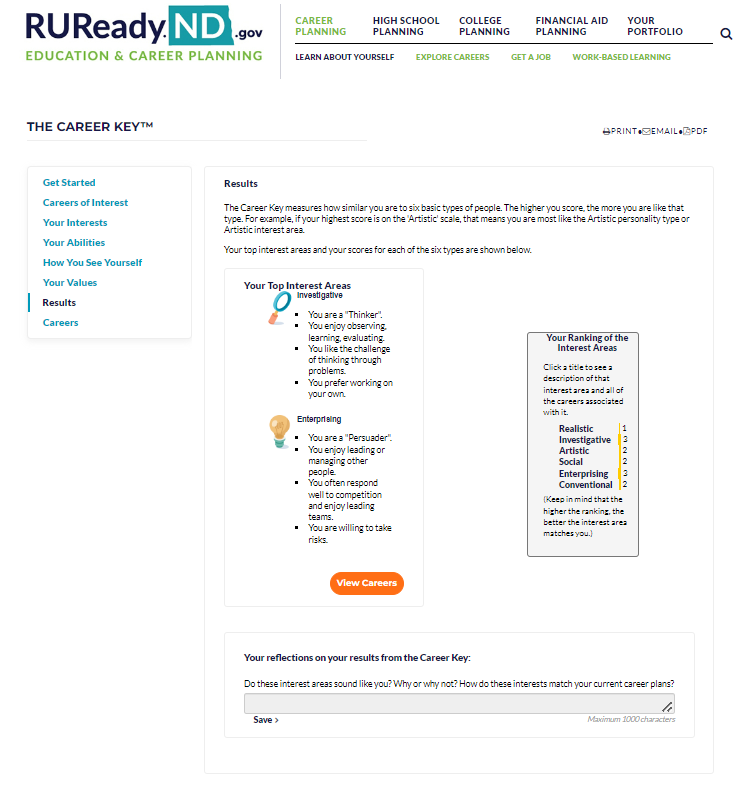 RUReady.ND.gov
EDUCATION & CAREER PLANNING
CAREER PLANNING
HIGH SCHOOL PLANNING
COLLEGE PLANNING
FINANCIAL AID PLANNING
YOUR PORTFOLIO
LEARN ABOUT YOURSELF EXPLORE CAREERS GET A JOB WORK-BASED LEARNING
THE CAREER KEY™
PRINT•EMAIL•PDF
Get Started
Careers of Interest
Your Interests
Your Abilities
How You See Yourself
Your Values
Results
Careers
Results
The Career Key measures how similar you are to six basic types of people. The higher you score, the more you are like that
type. For example, if your highest score is on the 'Artistic' scale, that means you are most like the Artistic personality type or
Artistic interest area.
Your top interest areas and your scores for each of the six types are shown below.
Your Top Interest Areas
Investigative
▪ You are a "Thinker".
▪ You enjoy observing,
learning, evaluating.
▪ You like the challenge
of thinking through
problems.
▪ You prefer working on
your own.
Enterprising
▪ You are a "Persuader".
▪ You enjoy leading or
managing other
people.
▪ You often respond
well to competition
and enjoy leading
teams.
▪ You are willing to take
risks.
View Careers
Your Ranking of the
Interest Areas
Click a title to see a
description of that
interest area and all of
the careers associated
with it.
Realistic 1
Investigative 3
Artistic 2
Social 2
Enterprising 3
Conventional 2
(Keep in mind that the
higher the ranking, the
better the interest area
matches you.)
Your reflections on your results from the Career Key:
Do these interest areas sound like you? Why or why not? How do these interests match your current career plans?
Save ›
Maximum 1000 characters